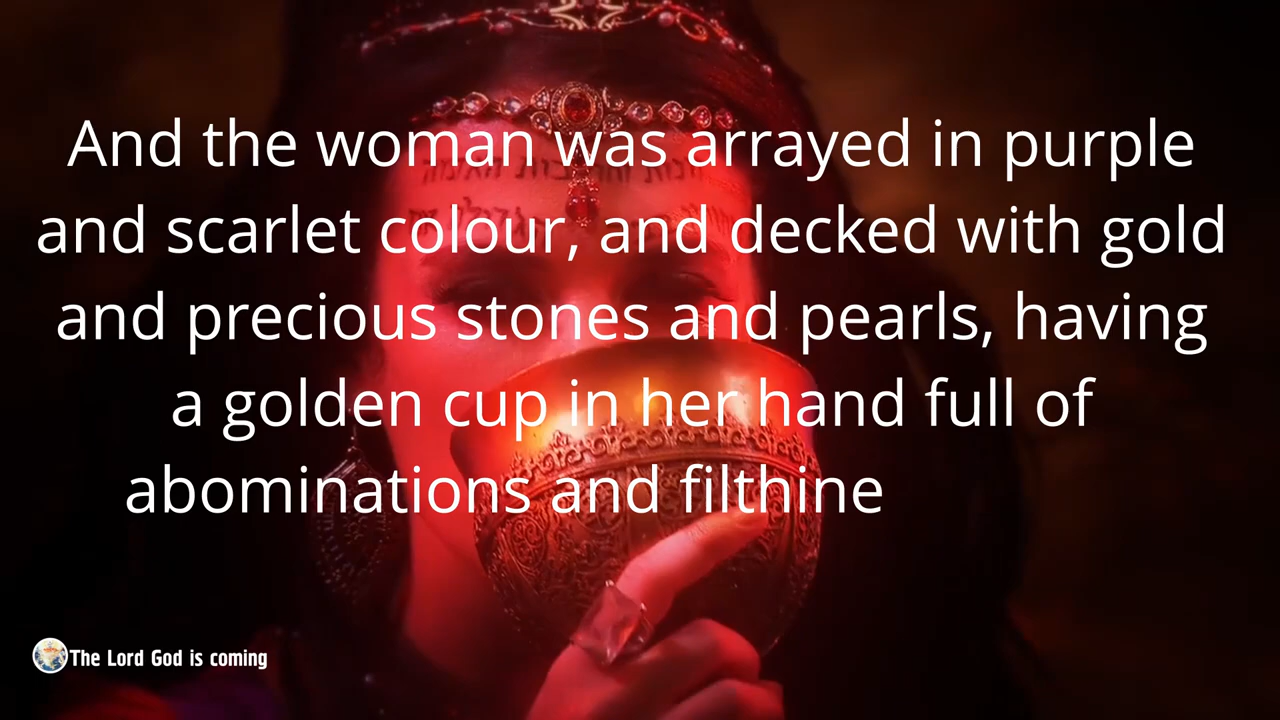 And the woman was arrayed in purple
and scarlet colour, and decked with gold
and precious stones and pearls, having
a golden cup in her hand full of
abominations and filthine
The Lord God is coming